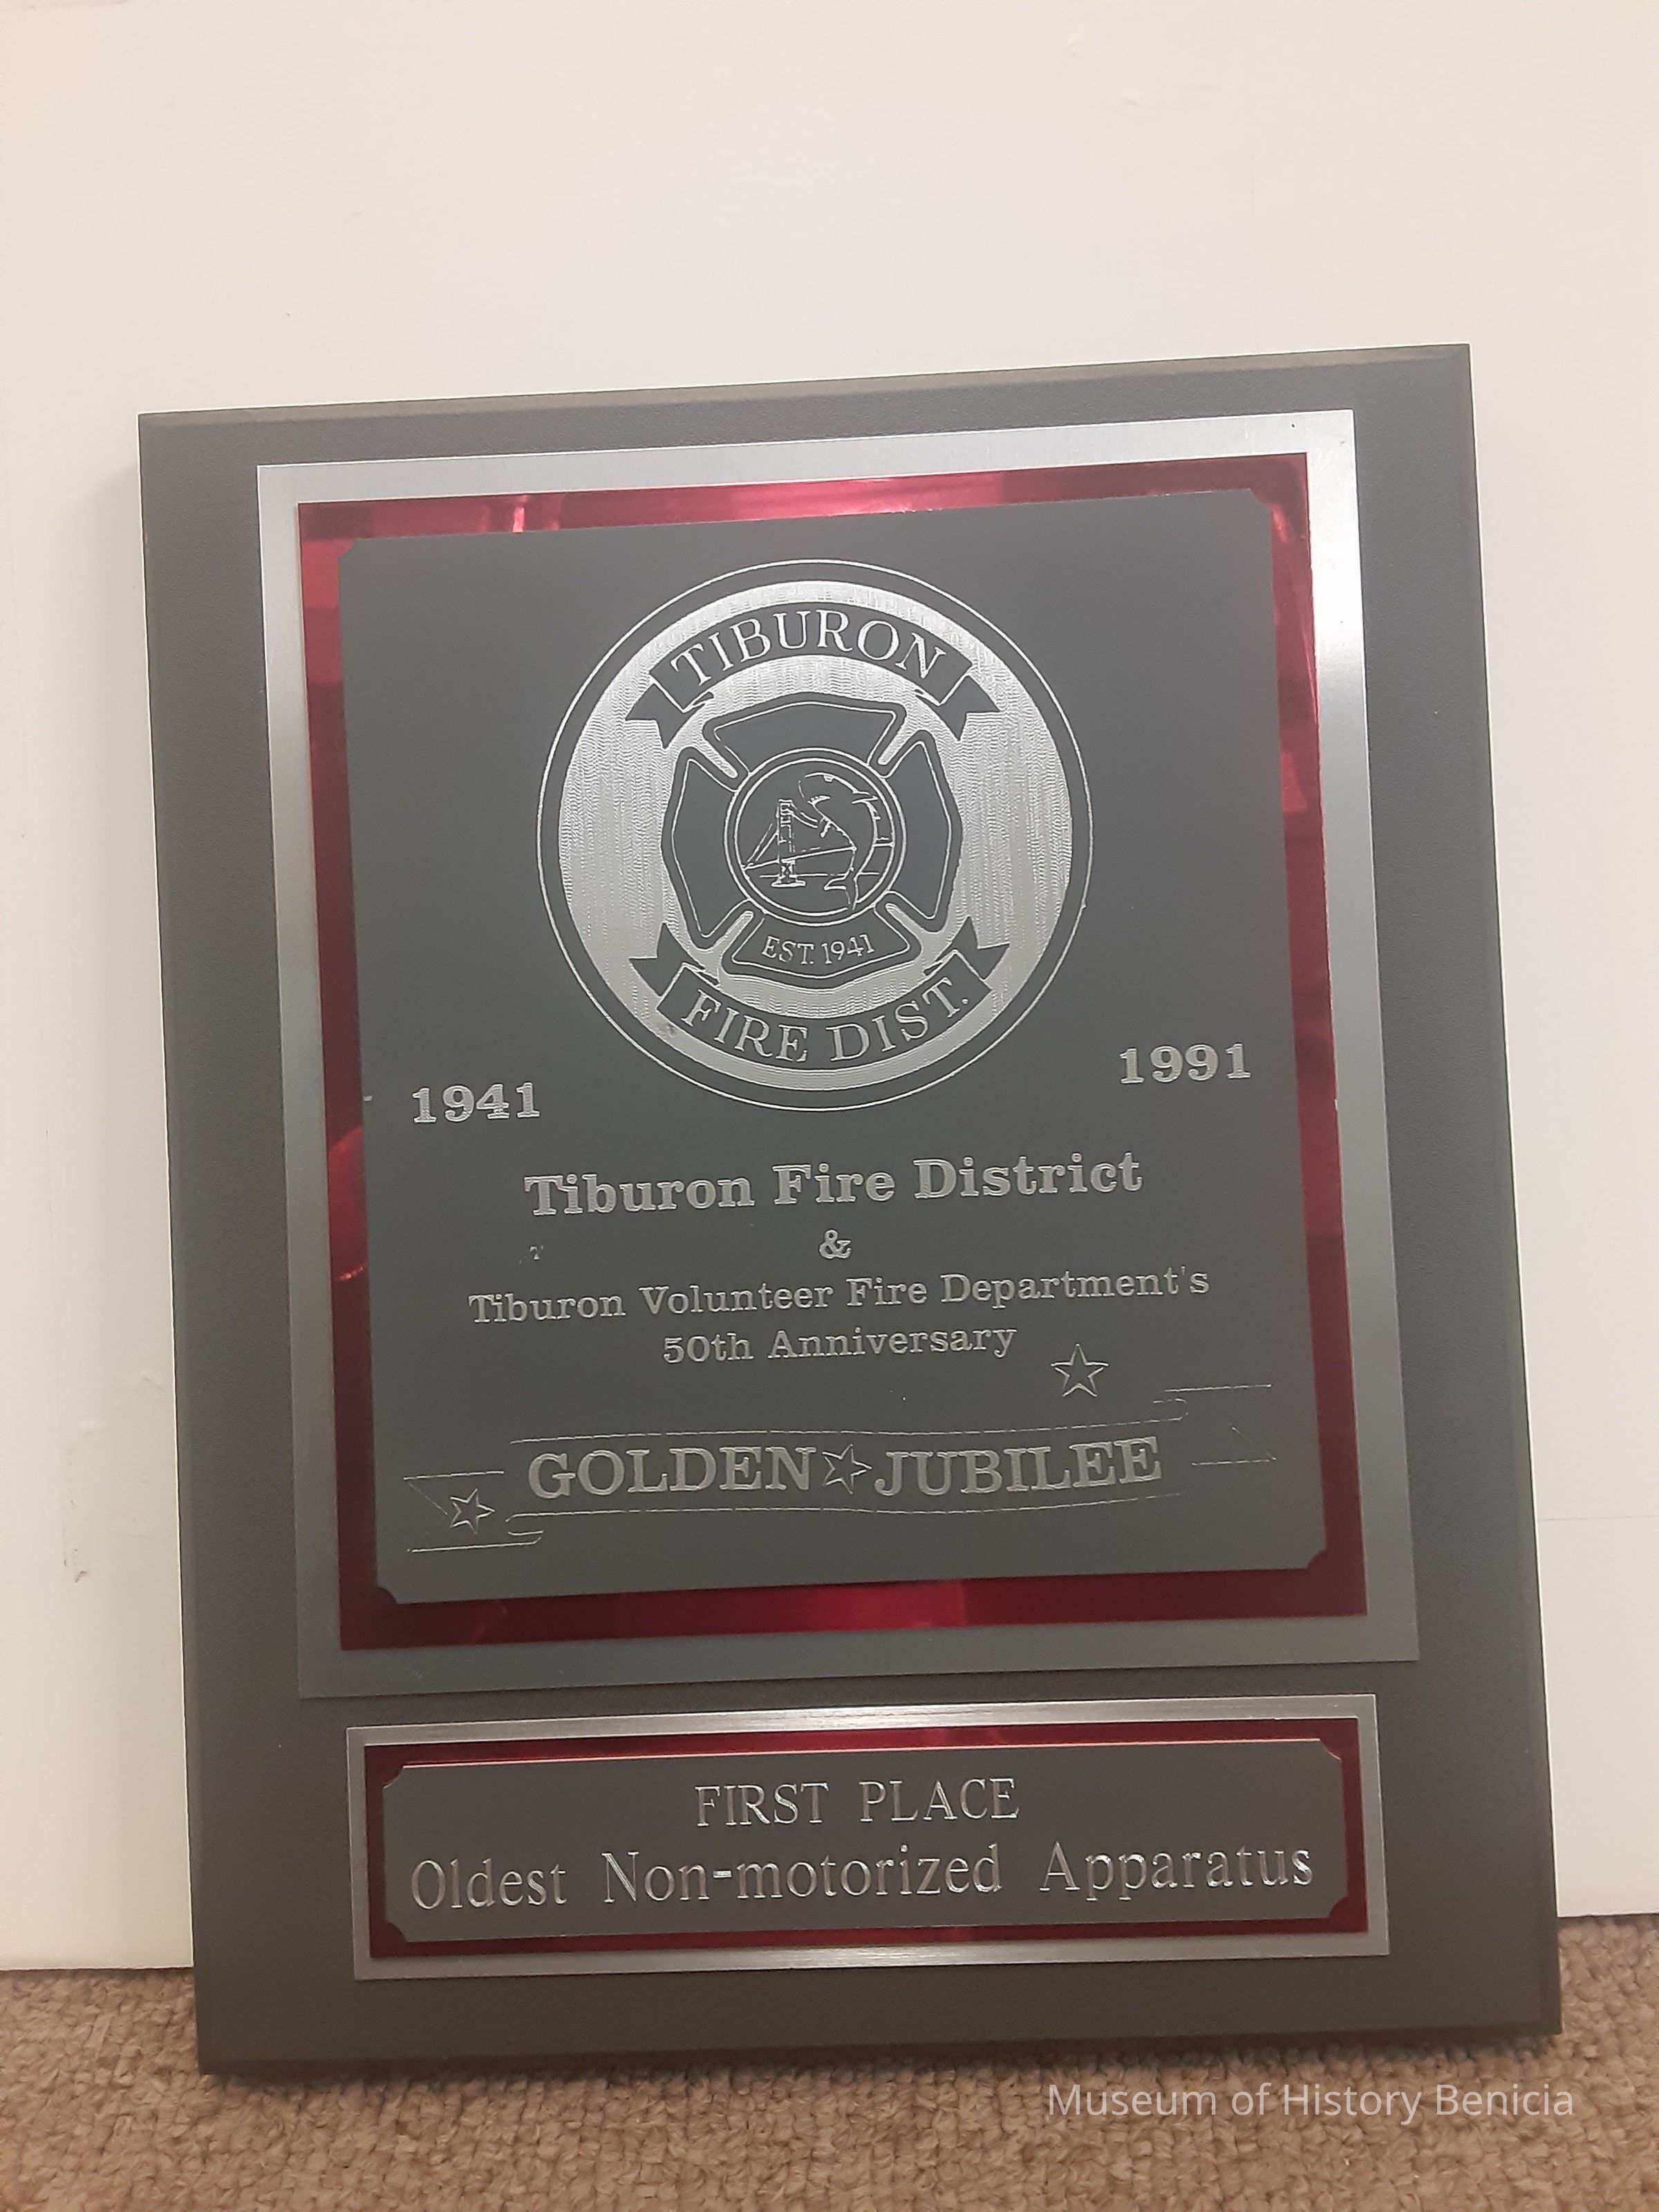 TIBURON
EST. 1941
FIRE DIST.
1941 1991
Tiburon Fire District
&
Tiburon Volunteer Fire Department's
50th Anniversary
GOLDEN☆JUBILEE
FIRST PLACE
Oldest Non-motorized Apparatus
Museum of History Benicia